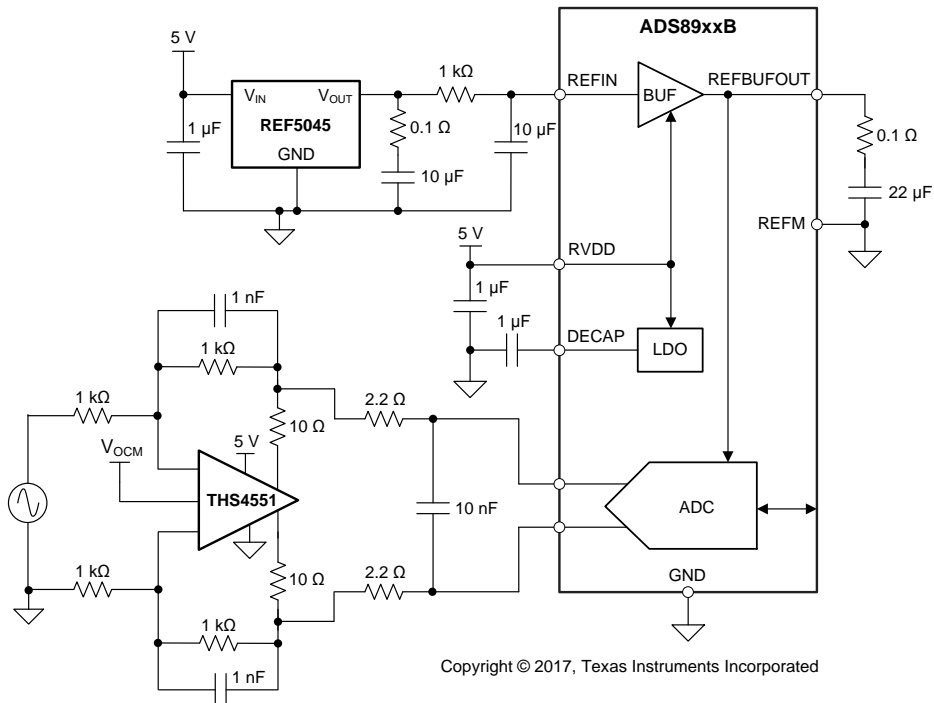 ADS89xxB
5 V
1 kΩ
REFIN
REFBUFOUT
V_IN
V_OUT
BUF
REF5045
1 µF
0.1 Ω
10 µF
0.1 Ω
GND
10 µF
22 µF
REFM
5 V
RVDD
1 nF
1 µF
1 µF
DECAP
LDO
1 kΩ
1 kΩ
2.2 Ω
10 Ω
V_OCM
5 V
THS4551
10 nF
ADC
10 Ω
1 kΩ
2.2 Ω
GND
1 kΩ
1 nF
Copyright © 2017, Texas Instruments Incorporated